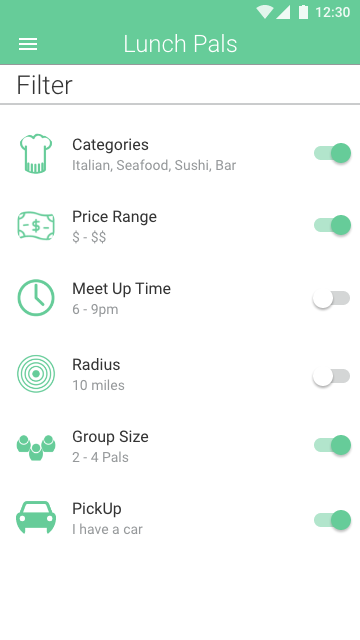 12:30
Lunch Pals
Filter
Categories
Italian, Seafood, Sushi, Bar
$
Price Range
$ - $$
Meet Up Time
6 - 9pm
Radius
10 miles
Group Size
2 - 4 Pals
PickUp
I have a car